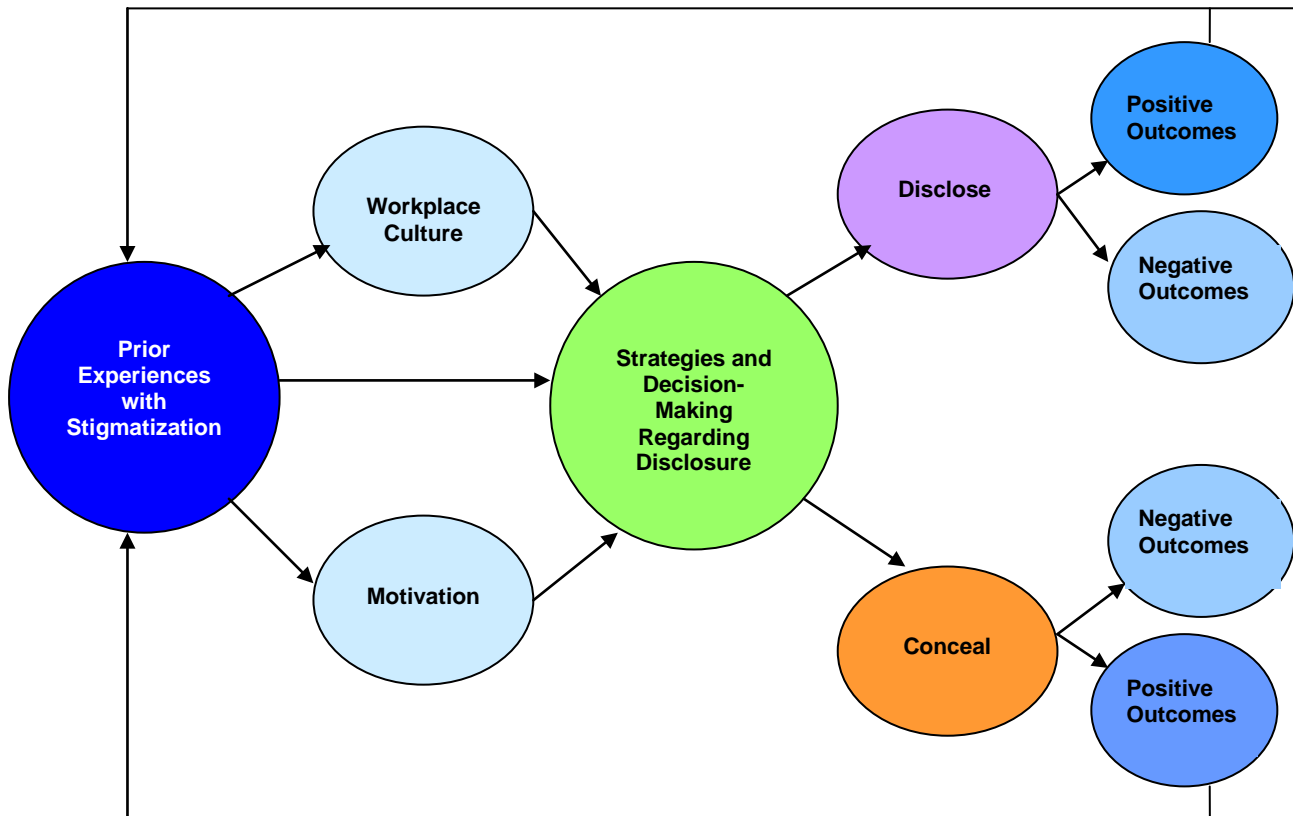 Prior
Experiences
with
Stigmatization
Workplace
Culture
Motivation
Strategies and
Decision-
Making
Regarding
Disclosure
Disclose
Conceal
Positive
Outcomes
Negative
Outcomes
Negative
Outcomes
Positive
Outcomes